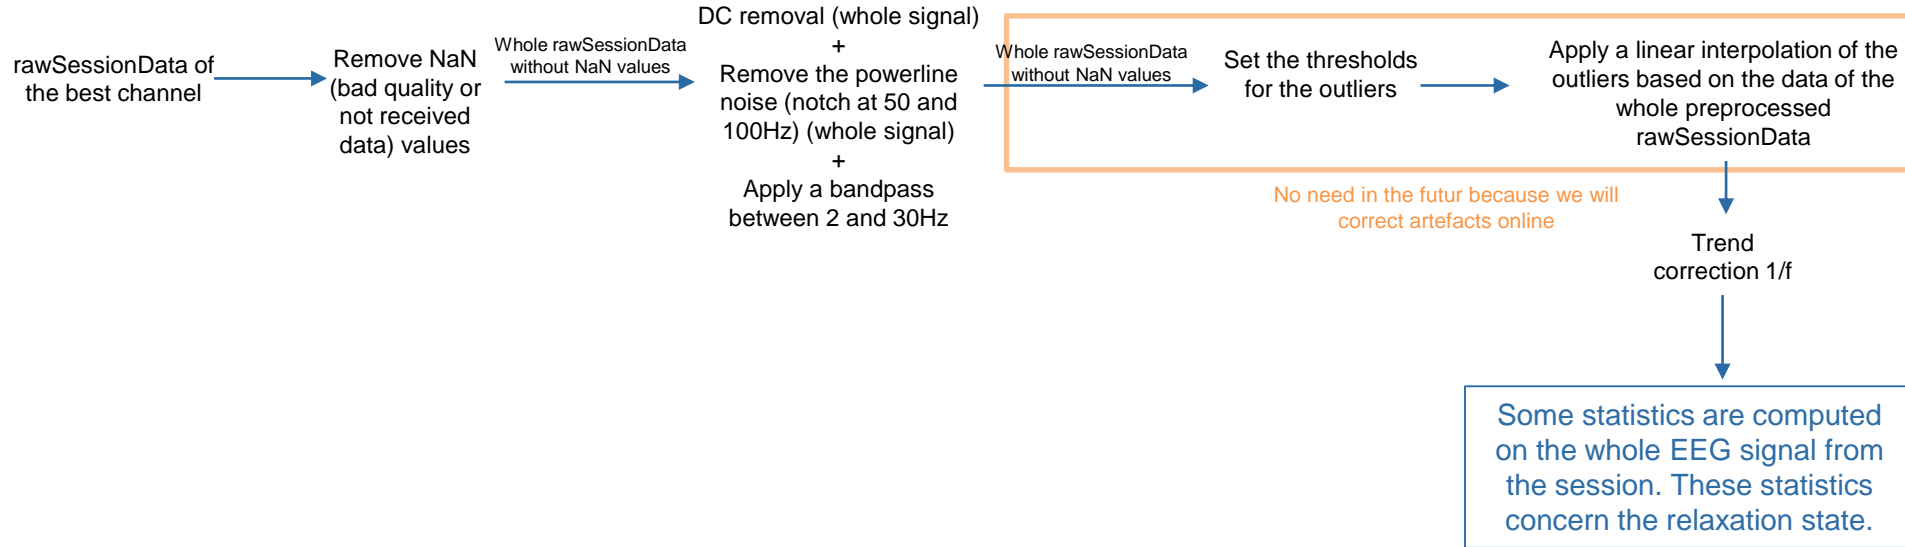 rawSessionData of
the best channel
Remove NaN
(bad quality or
not received
data) values
Whole rawSessionData
without NaN values
DC removal (whole signal)
+
Remove the powerline
noise (notch at 50 and
100Hz) (whole signal)
+
Apply a bandpass
between 2 and 30Hz
Whole rawSessionData
without NaN values
Set the thresholds
for the outliers
Apply a linear interpolation of the
outliers based on the data of the
whole preprocessed
rawSessionData
No need in the futur because we will
correct artefacts online
Trend
correction 1/f
Some statistics are computed
on the whole EEG signal from
the session. These statistics
concern the relaxation state.